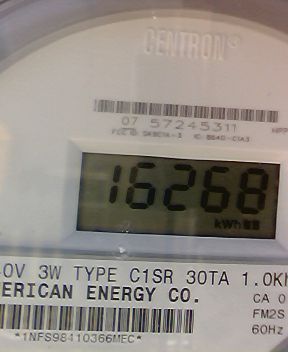 CENTRON®
07 57245311
16268
kWh
0V 3W TYPE C1SR 30TA 1.0K
ERICAN ENERGY CO.
CA 0
FM2S
60Hz
*1NFS98410366MEC*